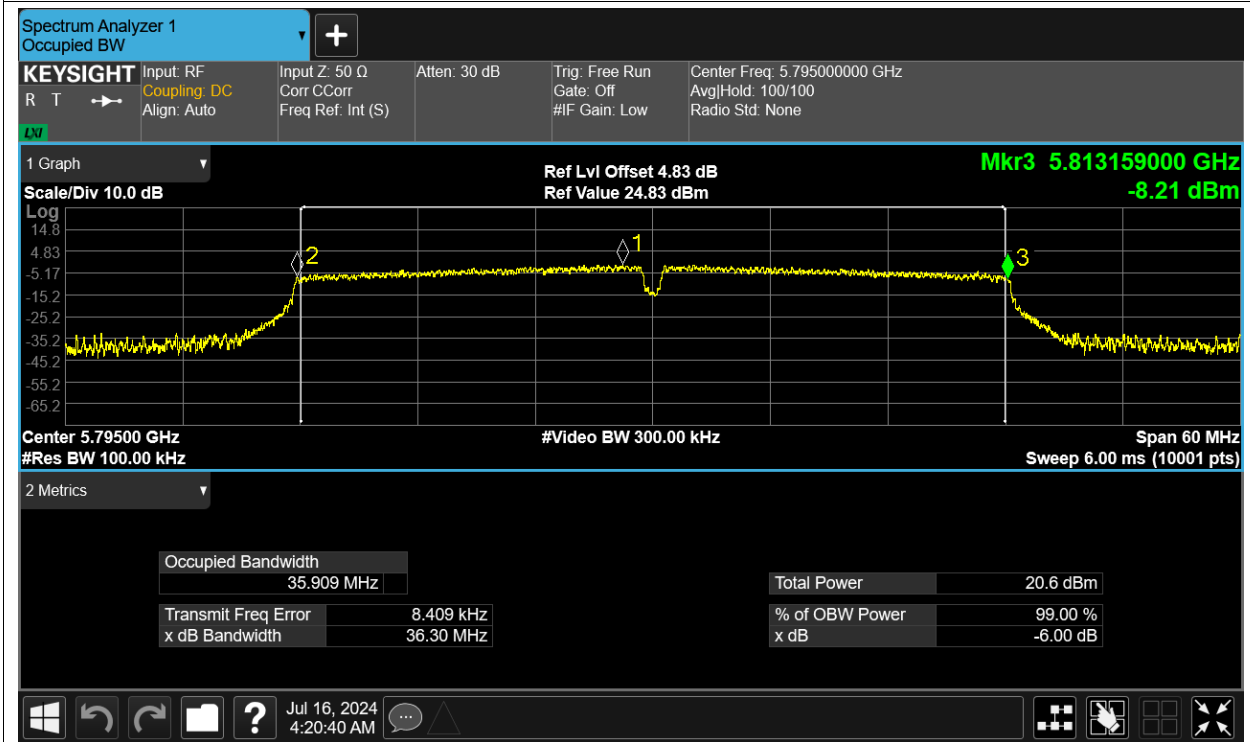 Spectrum Analyzer 1
Occupied BW
KEYSIGHT
R T
LXI
Input: RF
Coupling: DC
Align: Auto
Input Z: 50 Ω
Corr CCorr
Freq Ref: Int (S)
Atten: 30 dB
Trig: Free Run
Gate: Off
#IF Gain: Low
Center Freq: 5.795000000 GHz
Avg|Hold: 100/100
Radio Std: None
1 Graph
Scale/Div 10.0 dB
Ref Lvl Offset 4.83 dB
Ref Value 24.83 dBm
Mkr3 5.813159000 GHz
-8.21 dBm
Log
14.8
4.83
-5.17
-15.2
-25.2
-35.2
-45.2
-55.2
-65.2
2
1
3
Center 5.79500 GHz
#Res BW 100.00 kHz
#Video BW 300.00 kHz
Span 60 MHz
Sweep 6.00 ms (10001 pts)
2 Metrics
Occupied Bandwidth
35.909 MHz
Transmit Freq Error 8.409 kHz
x dB Bandwidth 36.30 MHz
Total Power 20.6 dBm
% of OBW Power 99.00 %
x dB -6.00 dB
?
Jul 16, 2024
4:20:40 AM